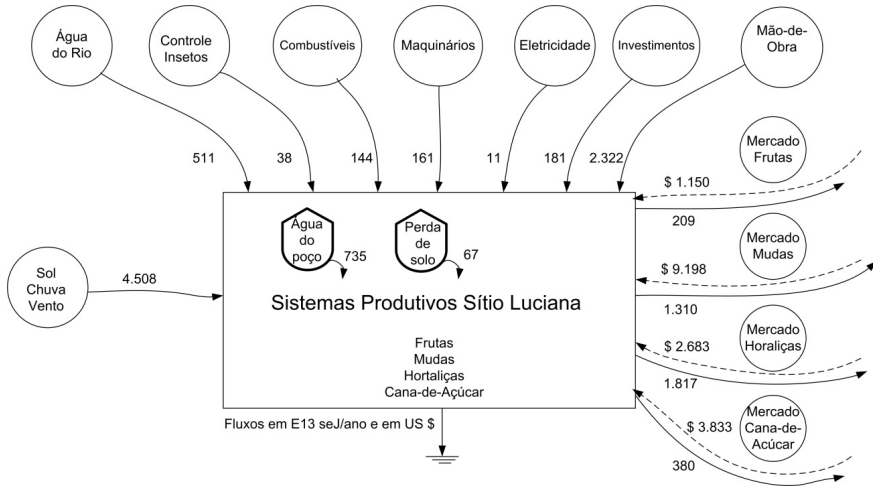 Água
do Rio
Controle
Insetos
Combustíveis
Maquinários
Eletricidade
Investimentos
Mão-de-
Obra
511
38
144
161
11
181
2.322
Mercado
Frutas
$ 1.150
209
Água
do
poço
735
Perda
de
solo
67
Mercado
Mudas
$ 9.198
1.310
Sol
Chuva
Vento
4.508
Sistemas Produtivos Sítio Luciana
Frutas
Mudas
Hortaliças
Cana-de-Açúcar
Mercado
Horaliças
$ 2.683
1.817
Mercado
Cana-de-
Acúcar
$ 3.833
380
Fluxos em E13 seJ/ano e em US $